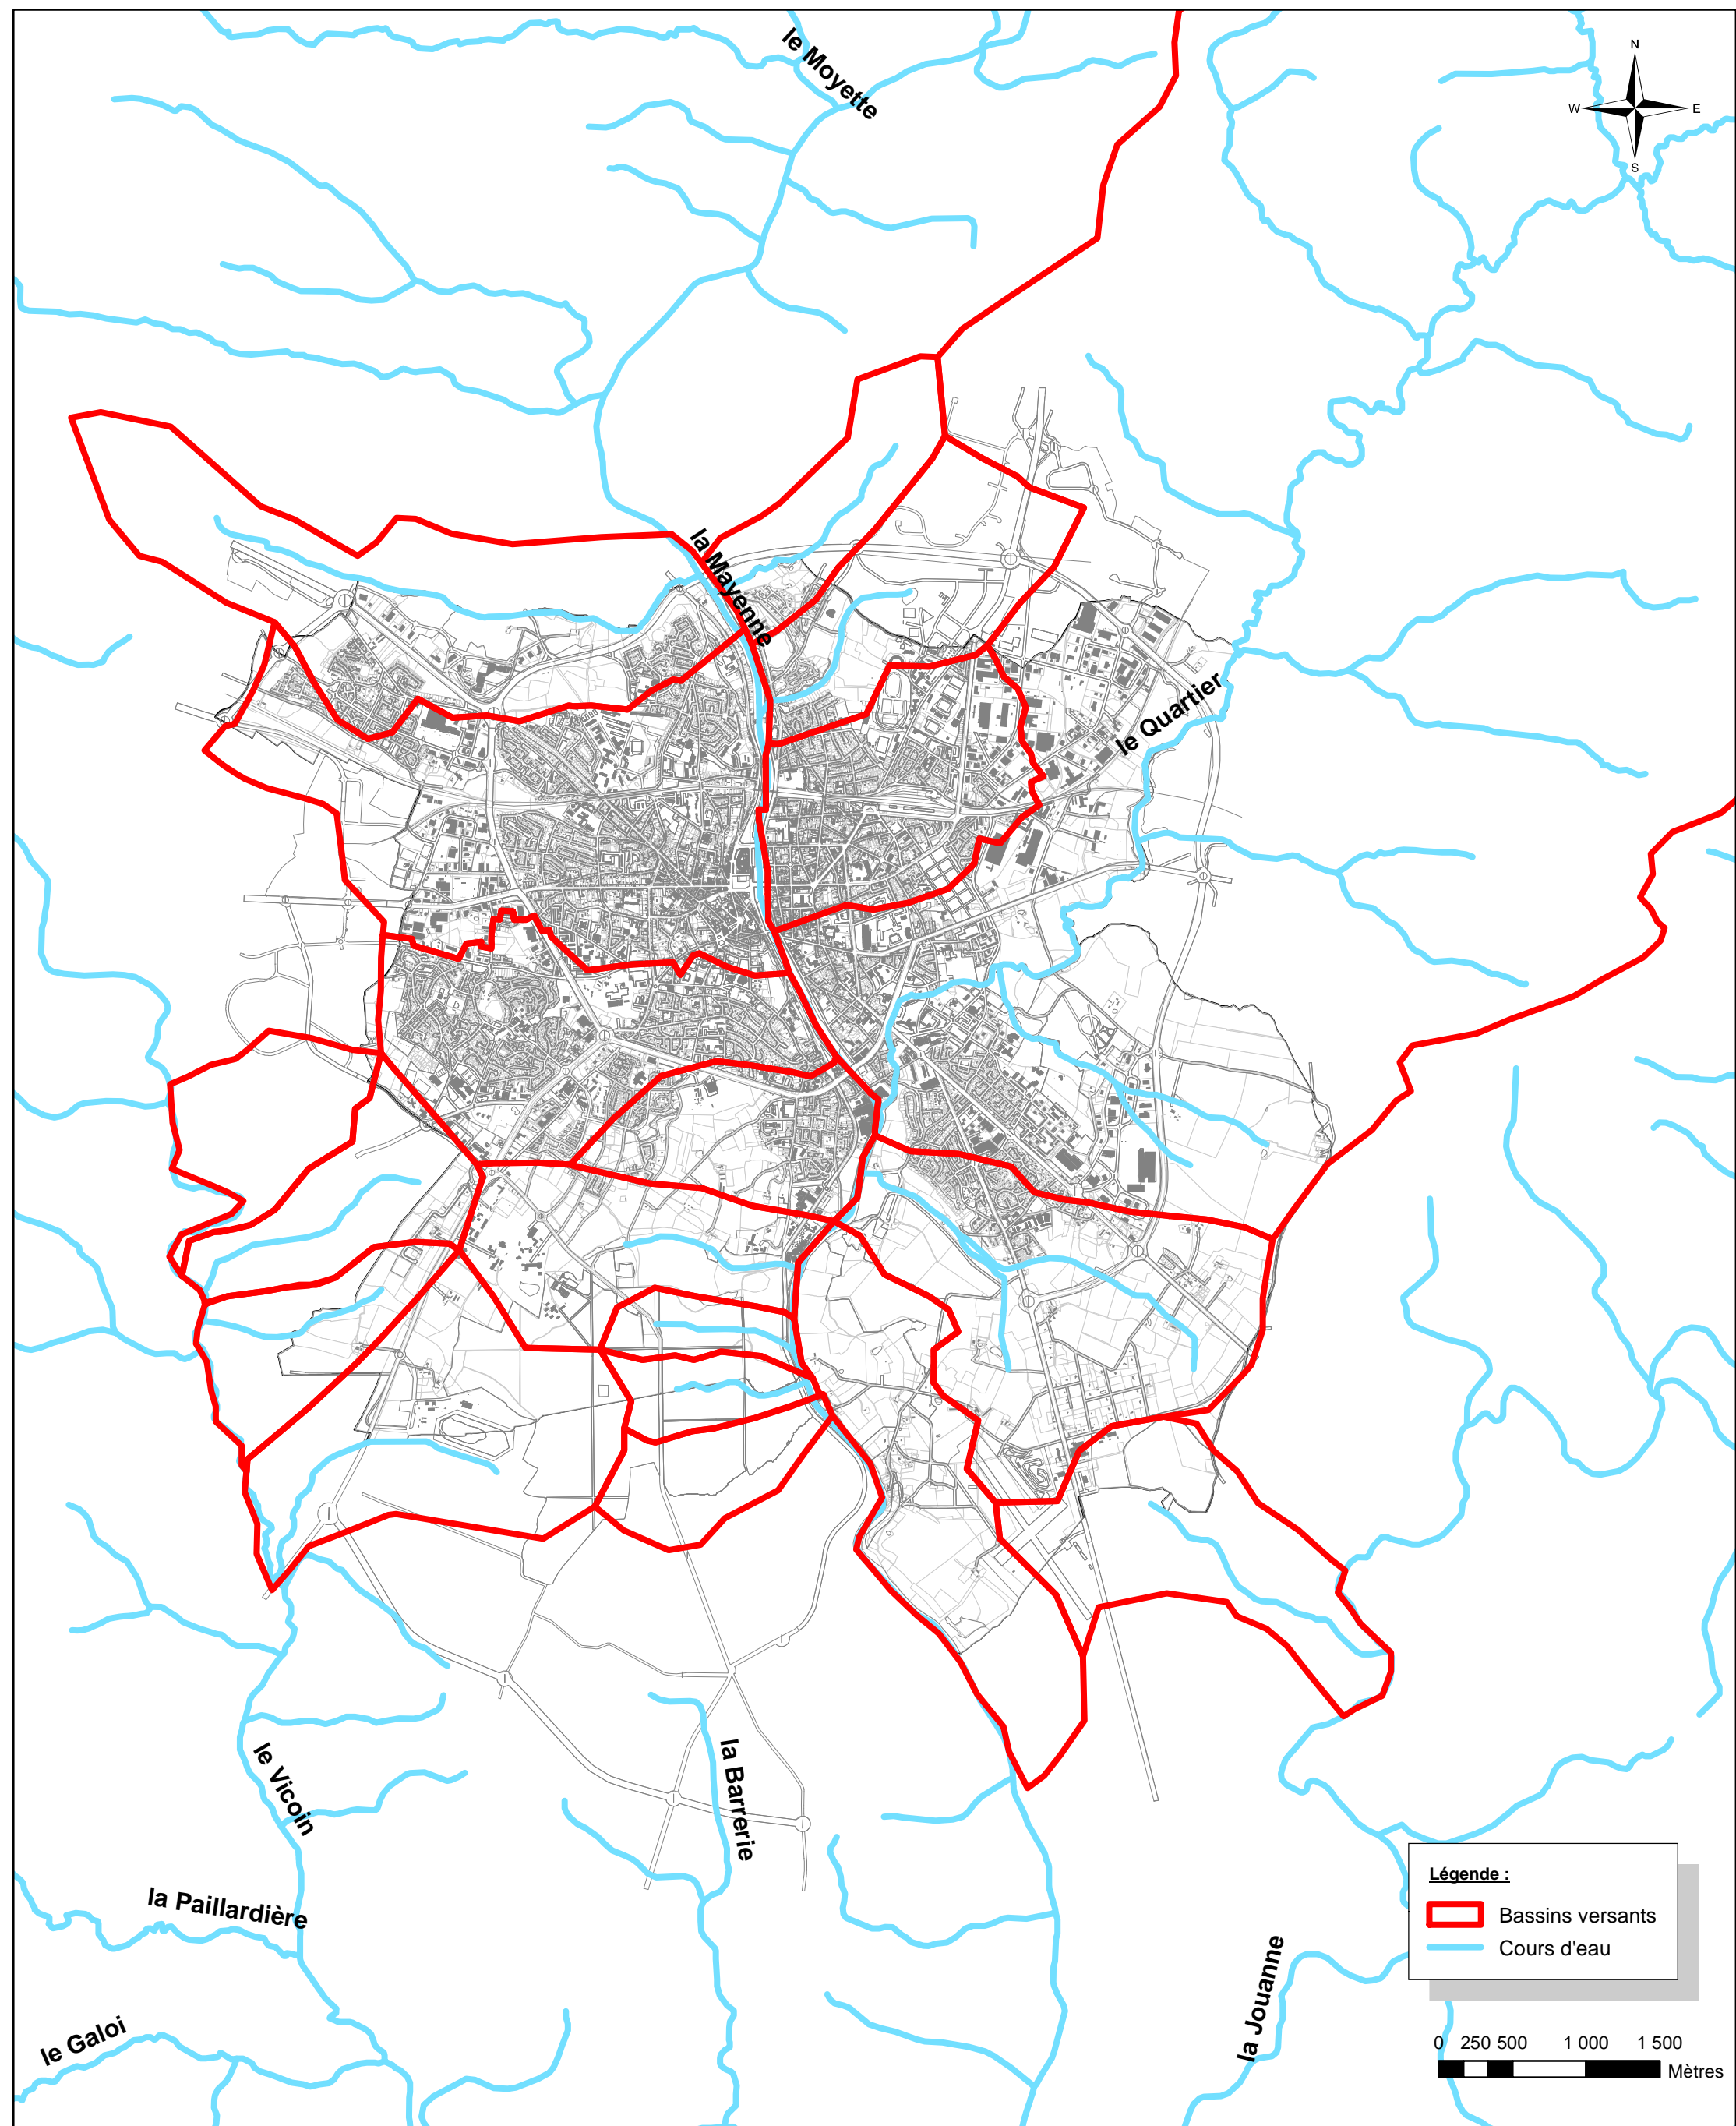 le Moyette
N
W
E
S
la Mayenne
le Quartier
le Vicoin
la Barrerie
la Paillardière
le Galoi
la Jouanne
Légende :
Bassins versants
Cours d'eau
0 250 500 1 000 1 500
Mètres